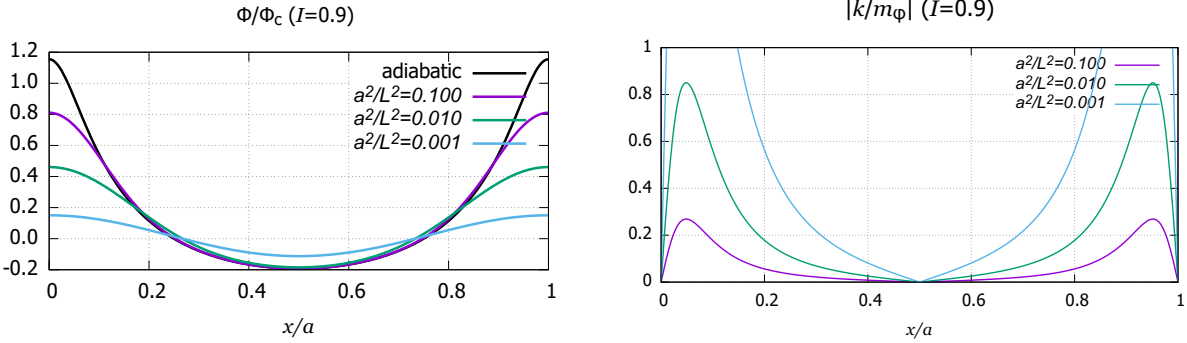 Φ/Φc (I=0.9)
1.2
1.0
0.8
0.6
0.4
0.2
0.0
-0.2
adiabatic
a²/L²=0.100
a²/L²=0.010
a²/L²=0.001
0 0.2 0.4 0.6 0.8 1
x/a
|k/mφ| (I=0.9)
1
0.8
0.6
0.4
0.2
0
a²/L²=0.100
a²/L²=0.010
a²/L²=0.001
0 0.2 0.4 0.6 0.8 1
x/a